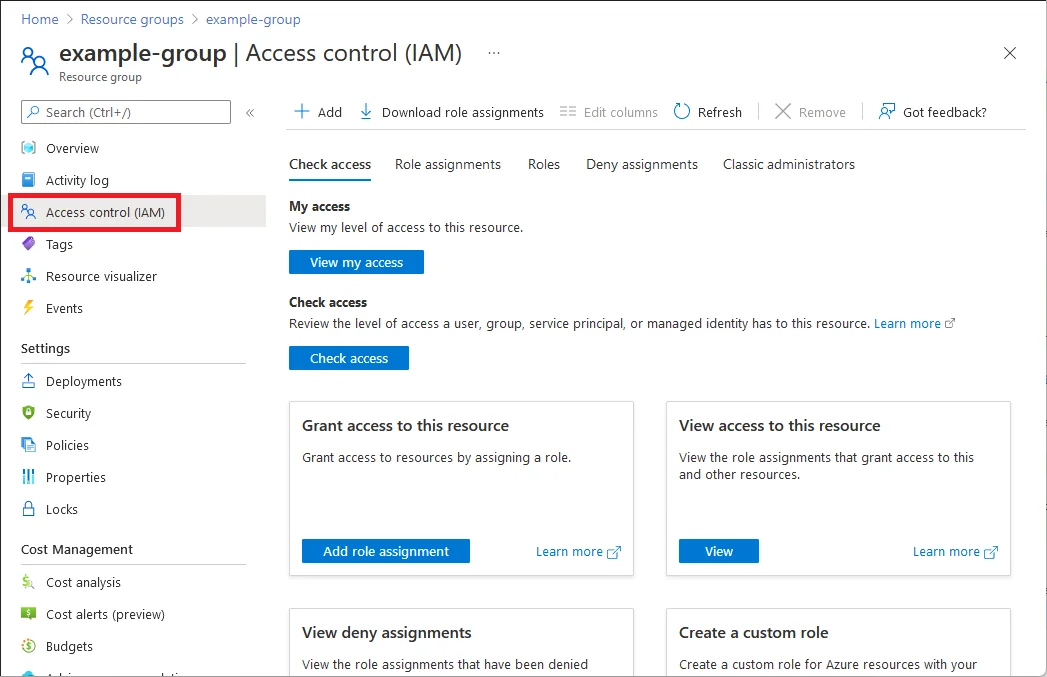 Home > Resource groups > example-group
example-group | Access control (IAM) ...
Resource group
Search (Ctrl+/)
«
Add
Download role assignments
Edit columns
Refresh
Remove
Got feedback?
Overview
Activity log
Access control (IAM)
Tags
Resource visualizer
Events
Settings
Deployments
Security
Policies
Properties
Locks
Cost Management
Cost analysis
Cost alerts (preview)
Budgets
Check access
Role assignments
Roles
Deny assignments
Classic administrators
My access
View my level of access to this resource.
View my access
Check access
Review the level of access a user, group, service principal, or managed identity has to this resource. Learn more
Check access
Grant access to this resource
Grant access to resources by assigning a role.
Add role assignment
Learn more
View access to this resource
View the role assignments that grant access to this
and other resources.
View
Learn more
View deny assignments
View the role assignments that have been denied
Create a custom role
Create a custom role for Azure resources with your